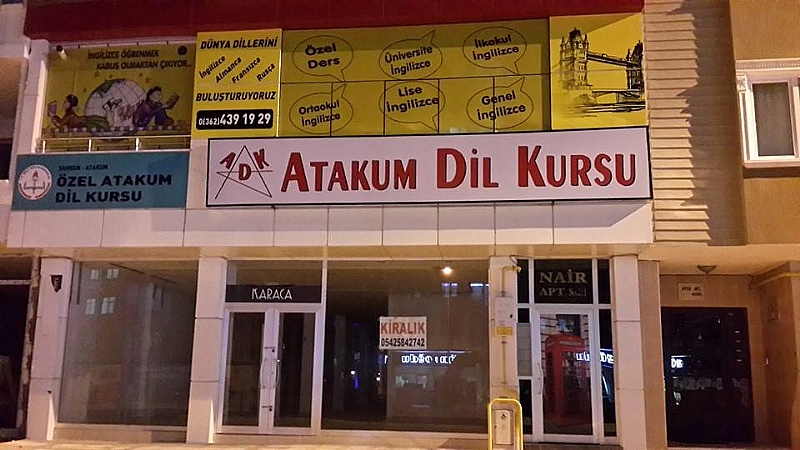 İNGİLİZCE ÖĞRENMEK
KABUS OLMAKTAN ÇIKIYOR...
DÜNYA DİLLERİNİ
İngilizce
Almanca
Fransızca
Rusça
BULUŞTURUYORUZ
0(362)439 19 29
Özel
Ders
Üniversite
İngilizce
İlkokul
İngilizce
Ortaokul
İngilizce
Lise
İngilizce
Genel
İngilizce
SAMSUN - ATAKUM
ÖZEL ATAKUM
DİL KURSU
ADK
ATAKUM DİL KURSU
KARACA
KİRALIK
05425842742
NAİR